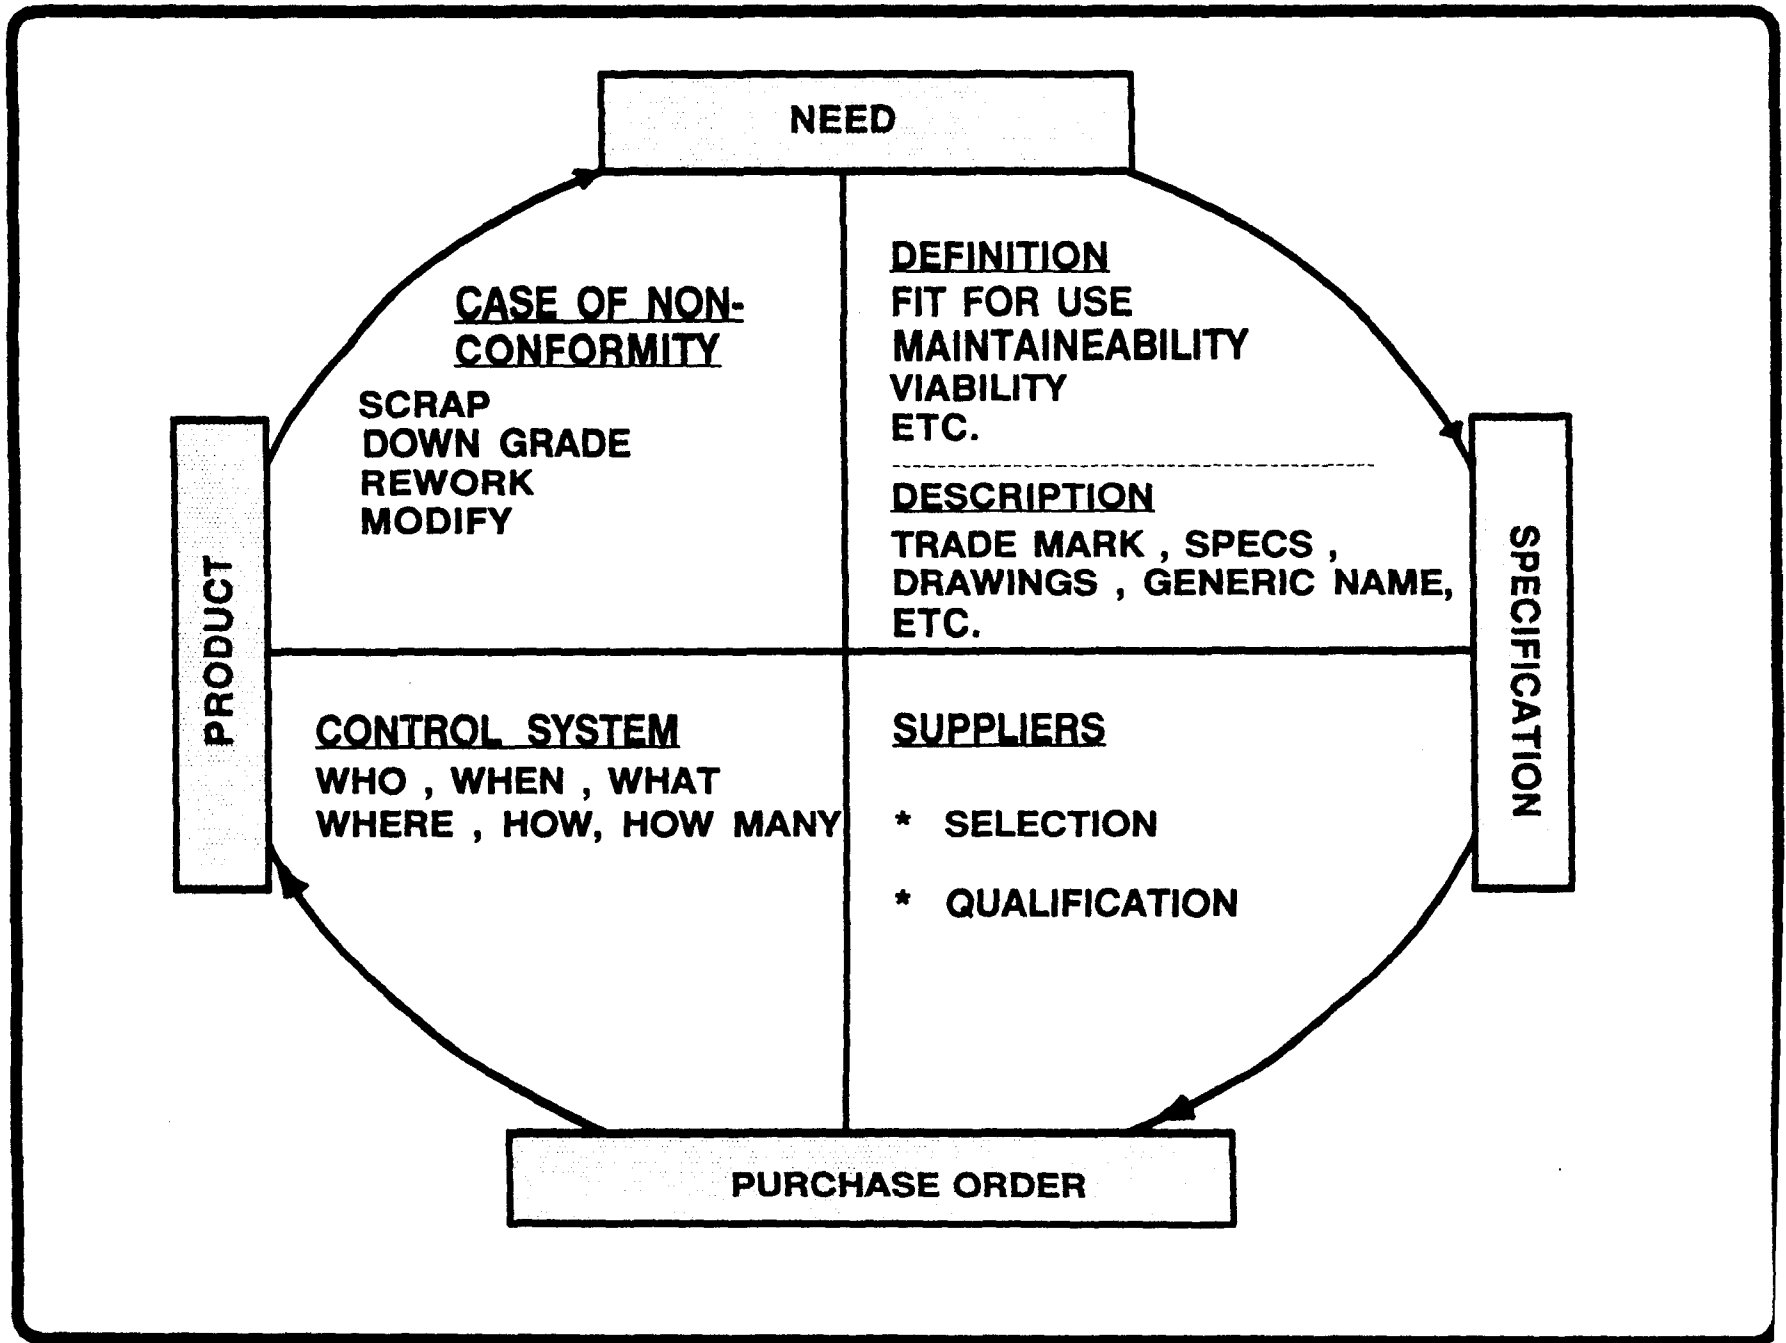 NEED
CASE OF NON-
CONFORMITY
SCRAP
DOWN GRADE
REWORK
MODIFY
DEFINITION
FIT FOR USE
MAINTAINEABILITY
VIABILITY
ETC.
DESCRIPTION
TRADE MARK , SPECS ,
DRAWINGS , GENERIC NAME,
ETC.
PRODUCT
SPECIFICATION
CONTROL SYSTEM
WHO , WHEN , WHAT
WHERE , HOW, HOW MANY
SUPPLIERS
* SELECTION
* QUALIFICATION
PURCHASE ORDER